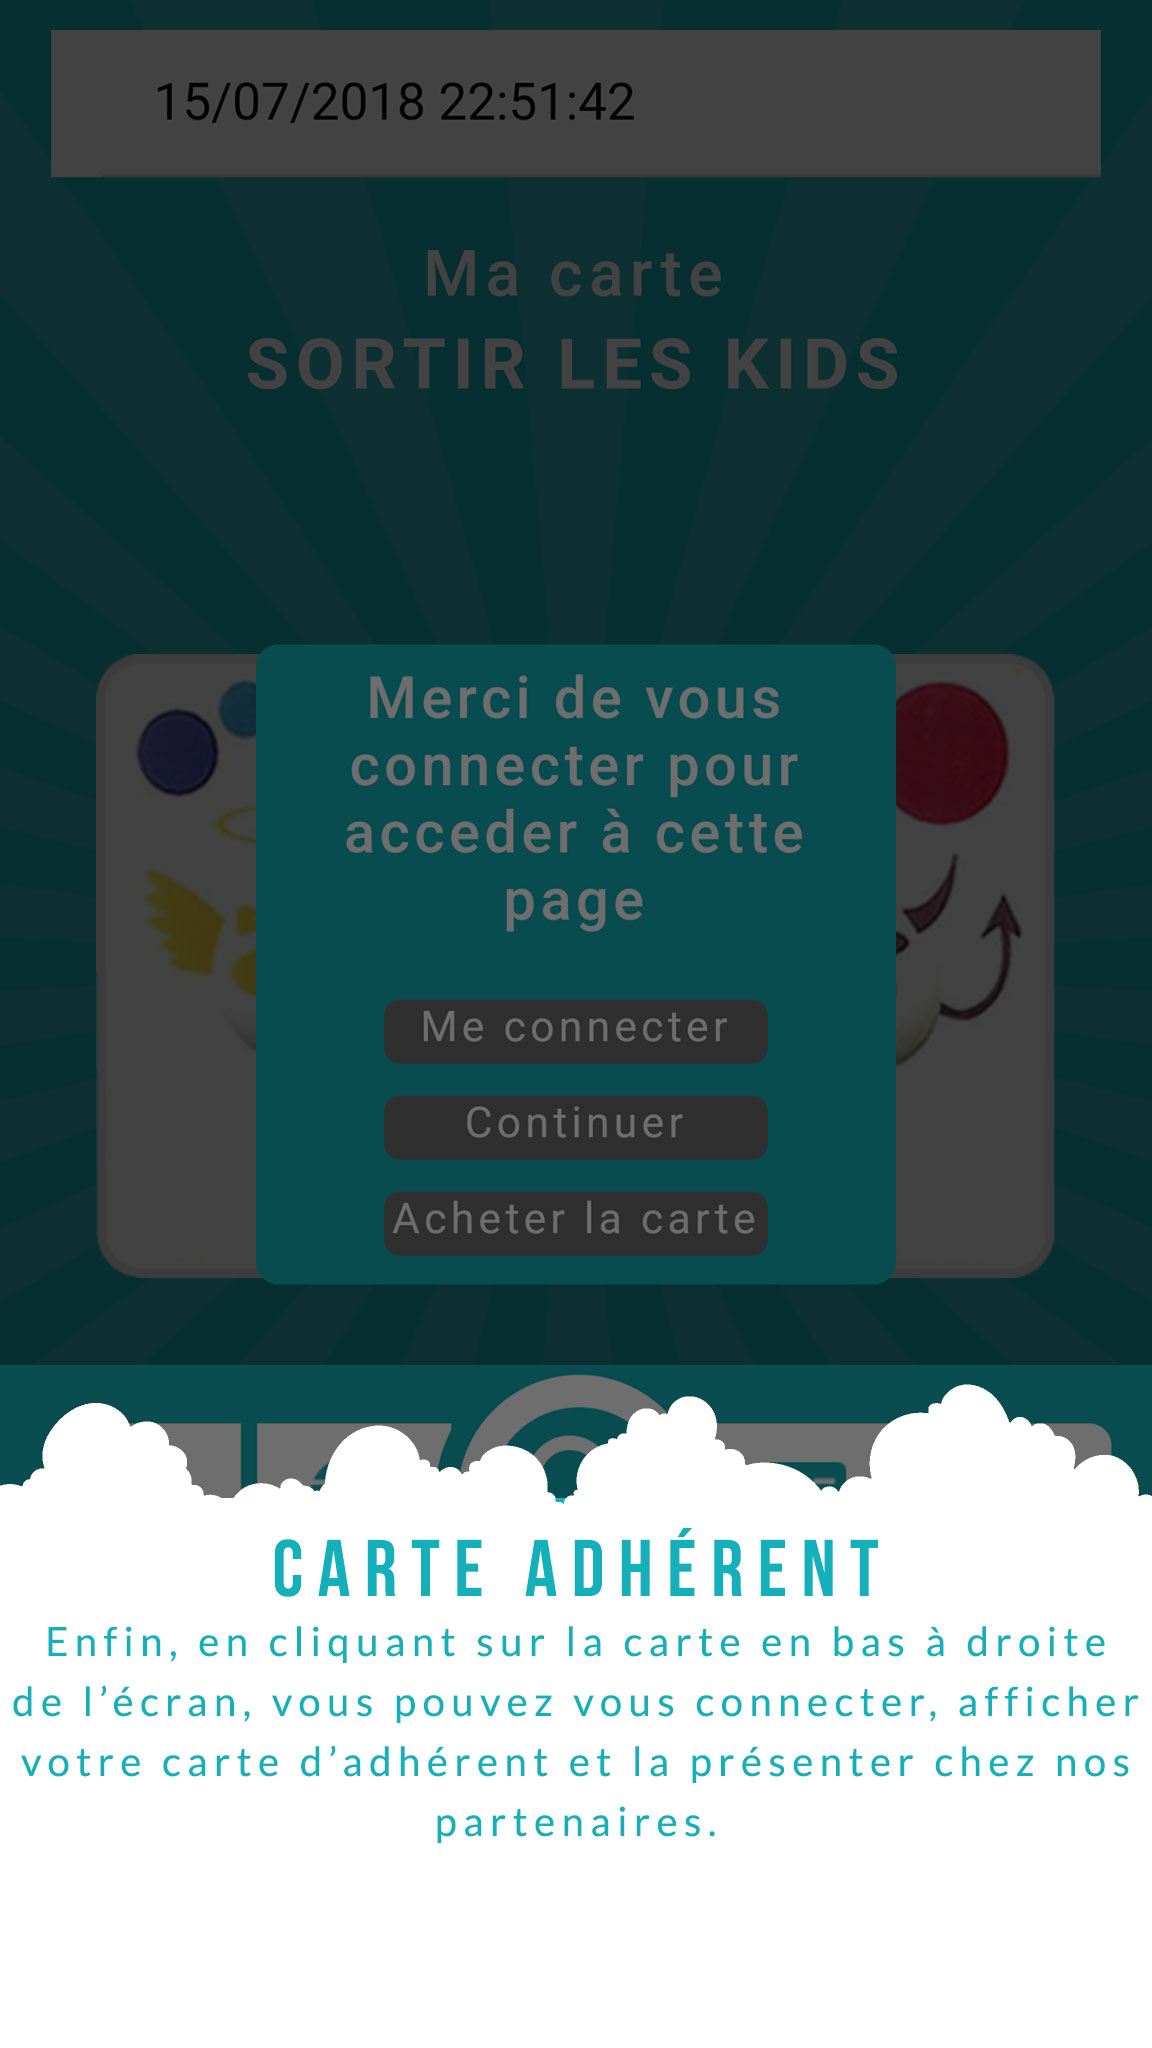 15/07/2018 22:51:42
Ma carte
SORTIR LES KIDS
Merci de vous
connecter pour
acceder à cette
page
Me connecter
Continuer
Acheter la carte
CARTE ADHÉRENT
Enfin, en cliquant sur la carte en bas à droite
de l’écran, vous pouvez vous connecter, afficher
votre carte d’adhérent et la présenter chez nos
partenaires.